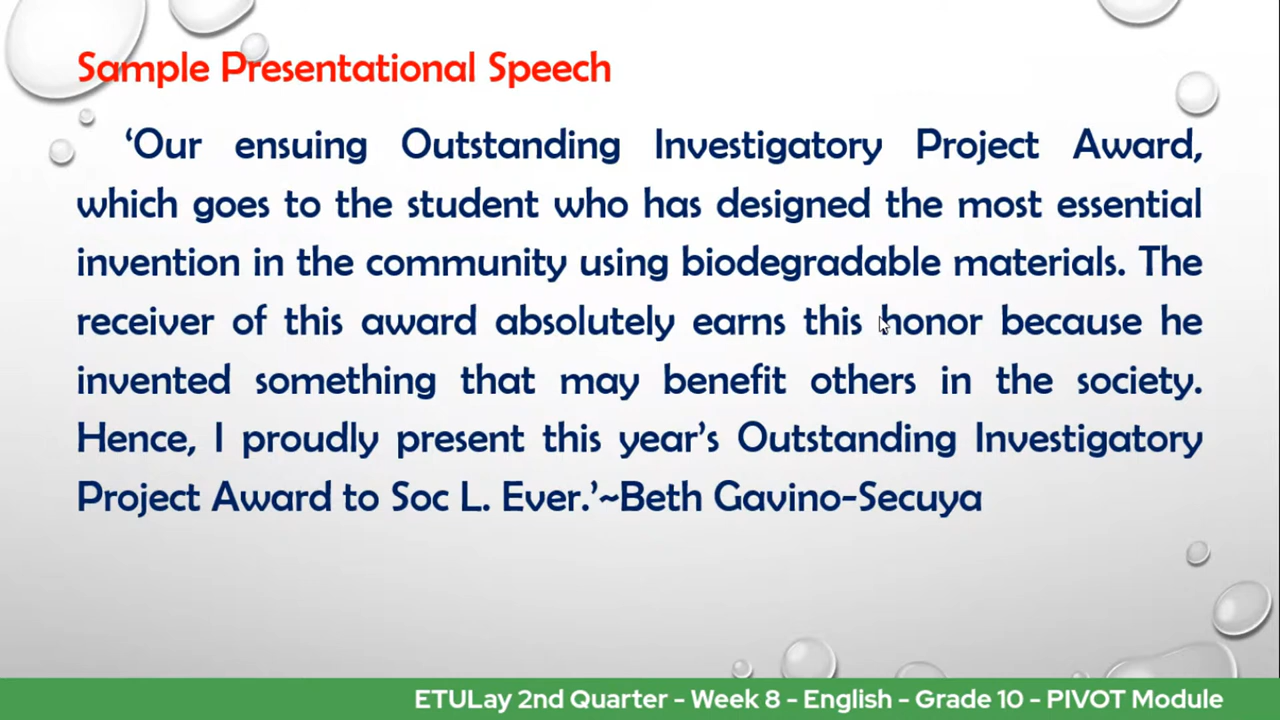 Sample Presentational Speech
‘Our ensuing Outstanding Investigatory Project Award,
which goes to the student who has designed the most essential
invention in the community using biodegradable materials. The
receiver of this award absolutely earns this honor because he
invented something that may benefit others in the society.
Hence, I proudly present this year’s Outstanding Investigatory
Project Award to Soc L. Ever.’~Beth Gavino-Secuya
ETULay 2nd Quarter - Week 8 - English - Grade 10 - PIVOT Module